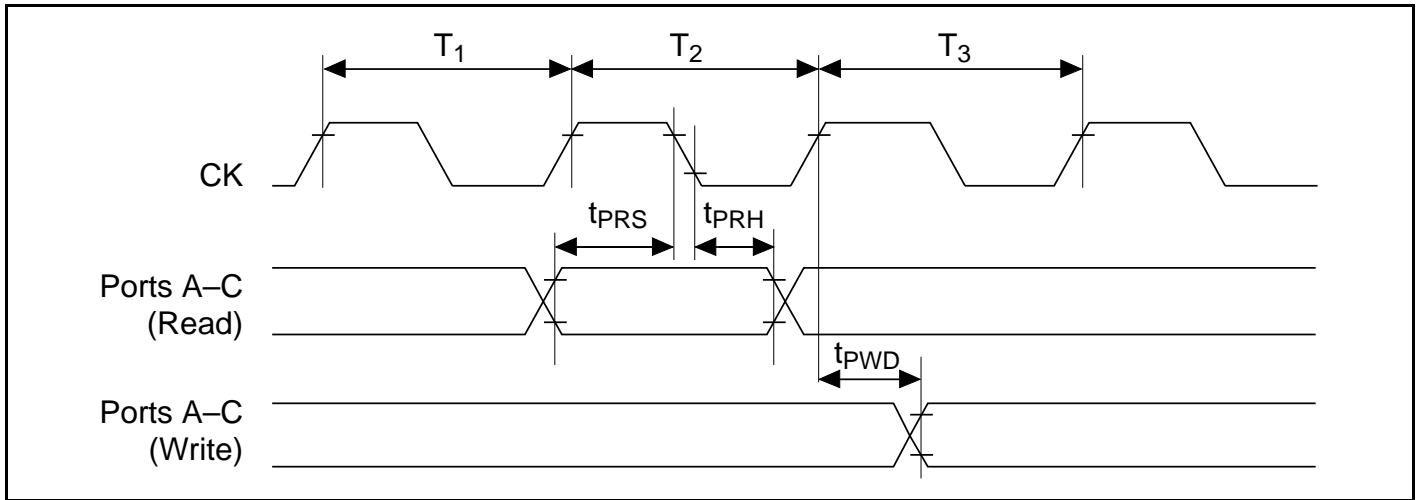 T1 T2 T3
CK
tPRS tPRH
Ports A–C
(Read)
tPWD
Ports A–C
(Write)